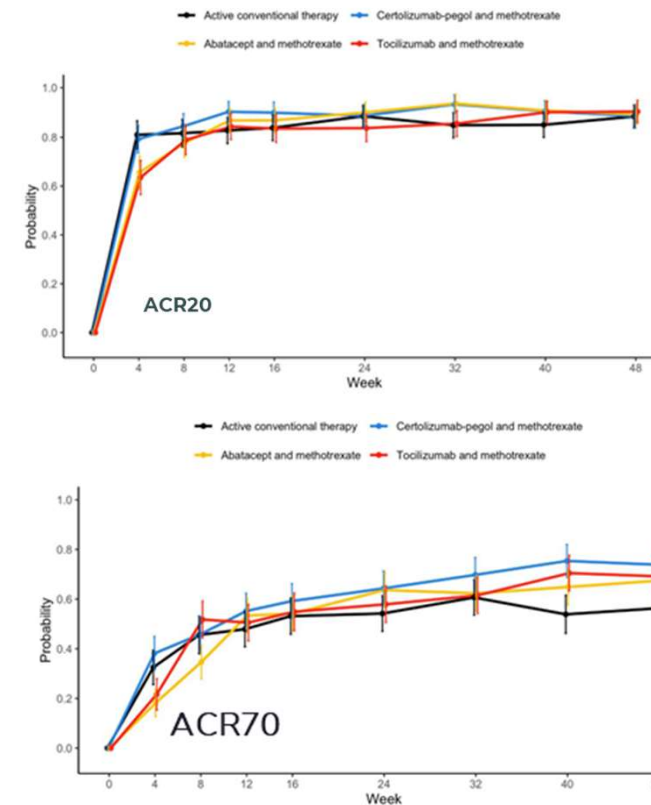 Active conventional therapy Certolizumab-pegol and methotrexate
Abatacept and methotrexate Tocilizumab and methotrexate
1.0
0.8
0.6
0.4
0.2
0.0
Probability
ACR20
0 4 8 12 16 24 32 40 48
Week
Active conventional therapy Certolizumab-pegol and methotrexate
Abatacept and methotrexate Tocilizumab and methotrexate
1.0
0.8
0.6
0.4
0.2
0.0
Probability
ACR70
0 4 8 12 16 24 32 40
Week